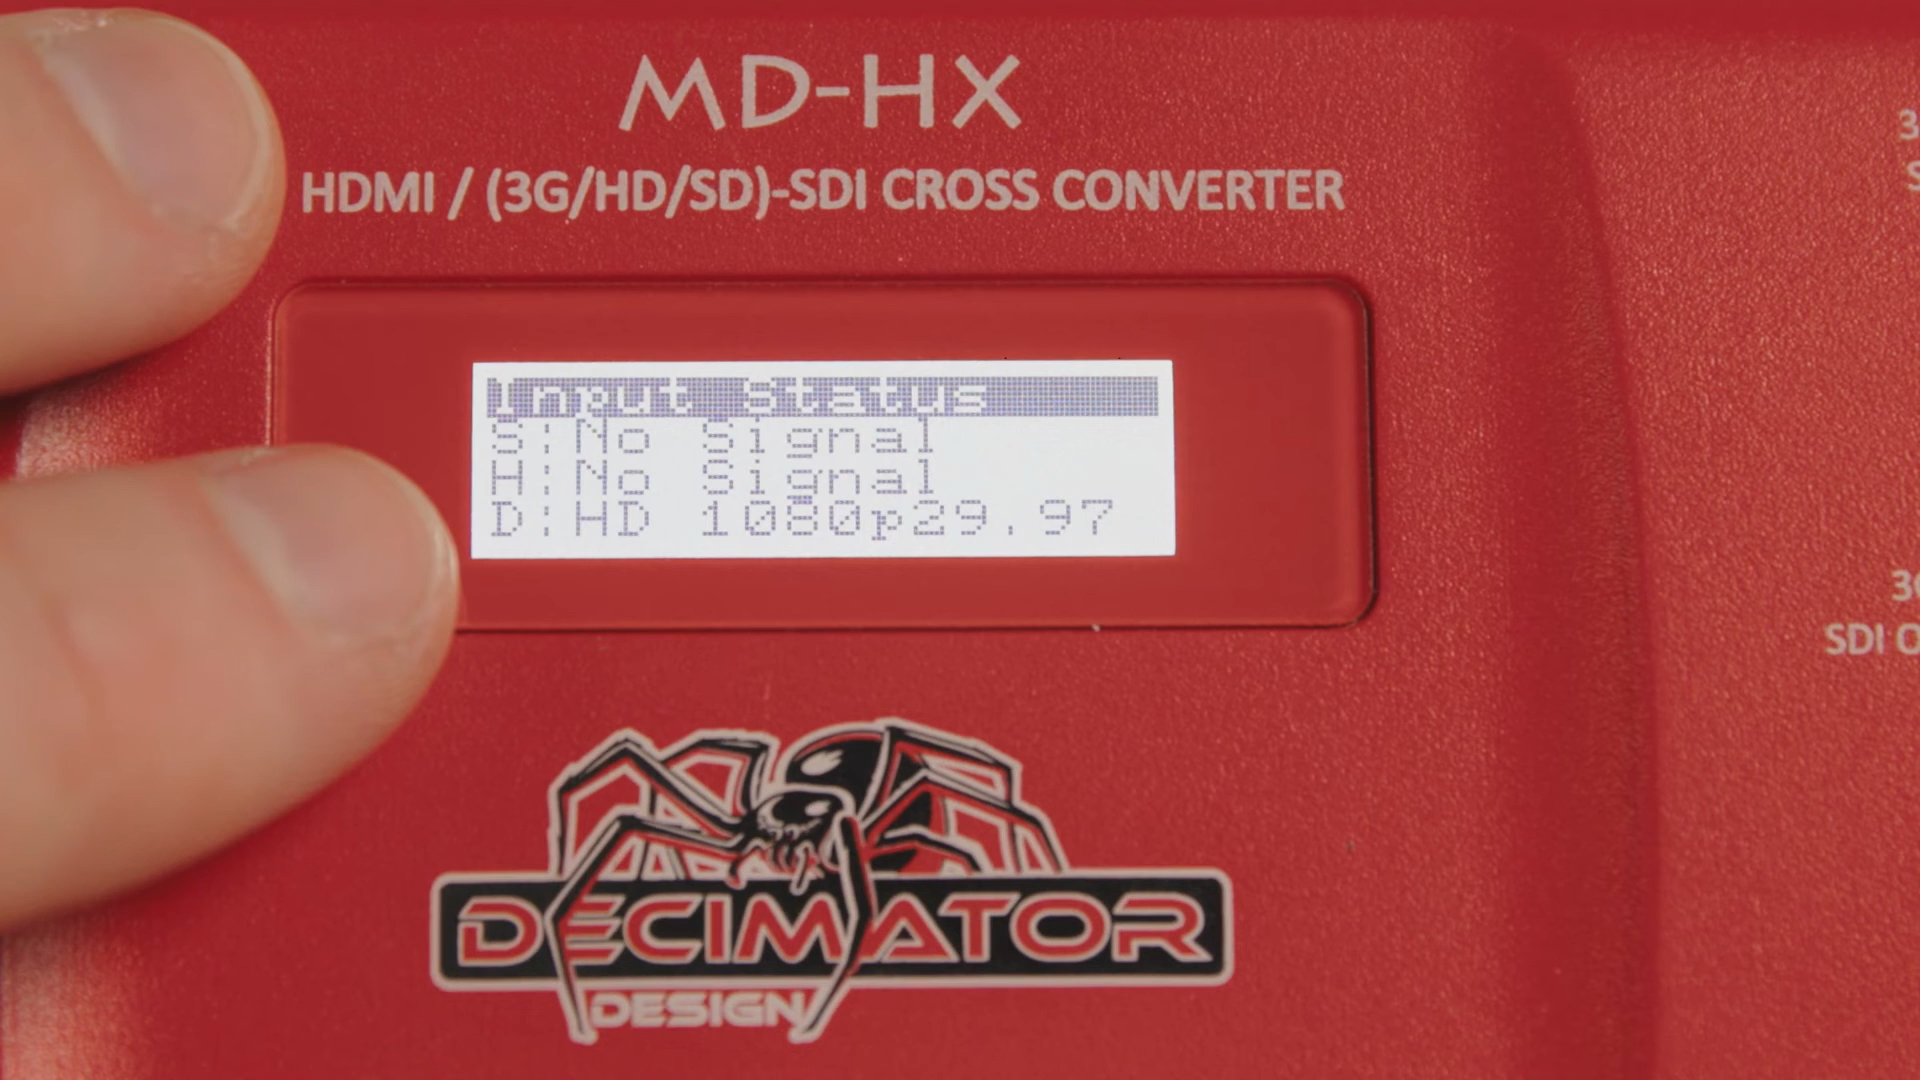 MD-HX
HDMI / (3G/HD/SD)-SDI CROSS CONVERTER
Input Status
S:No Signal
H:No Signal
D:HD 1080p29.97
DECIMATOR
DESIGN
SDI